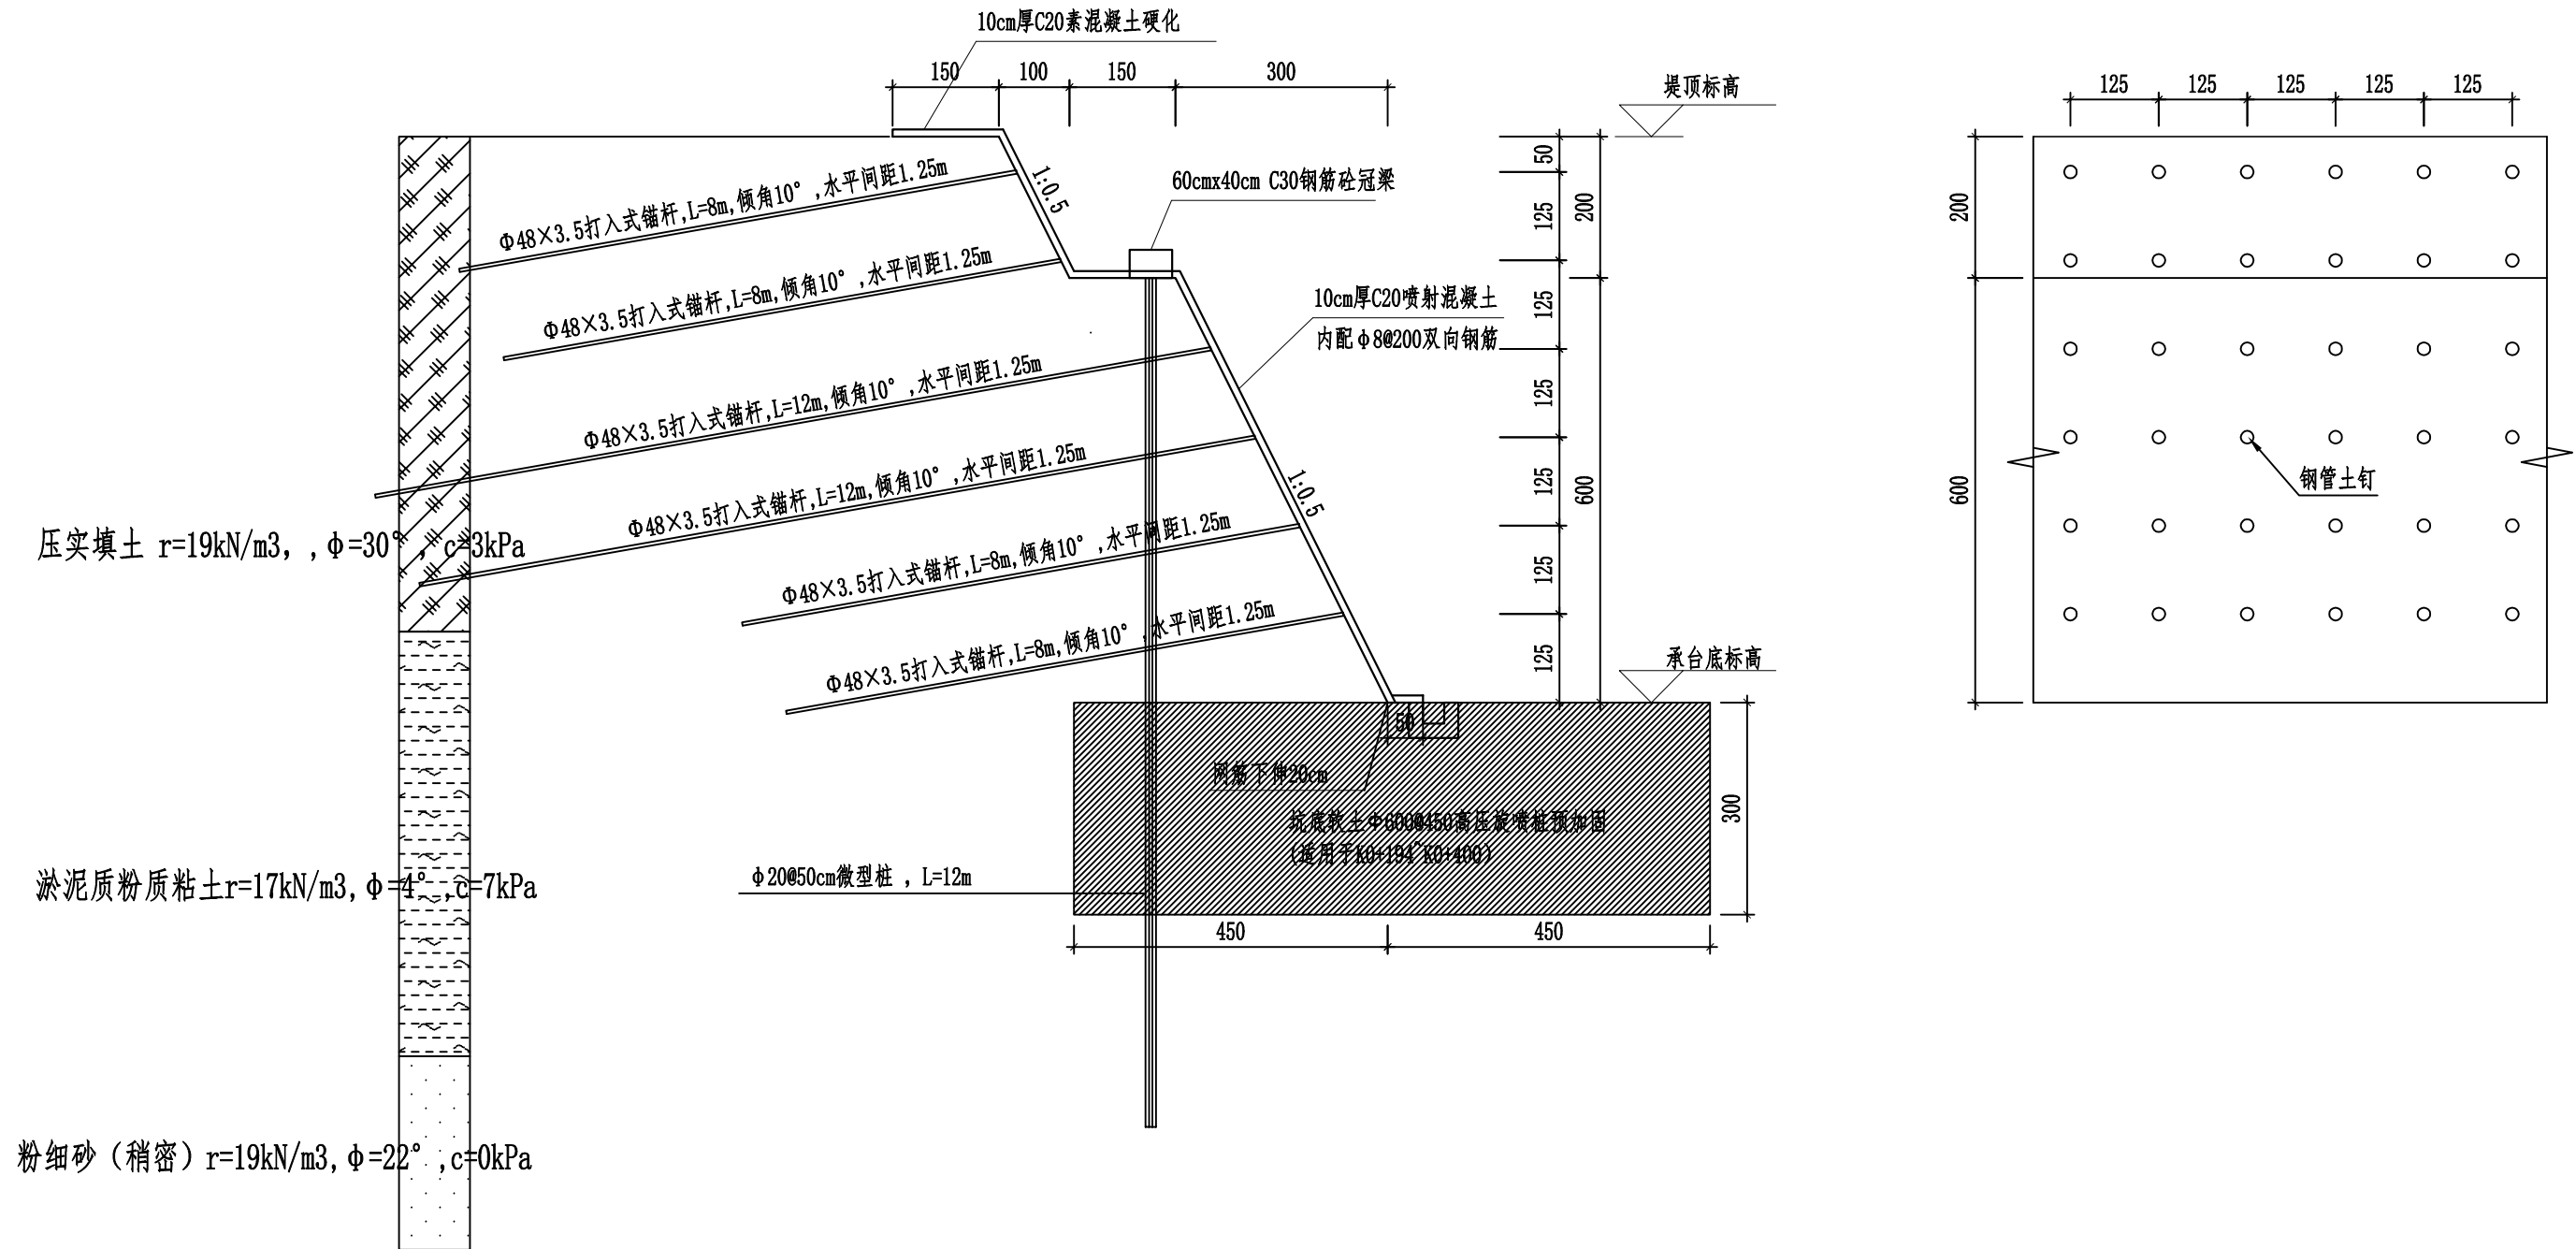 10cm厚C20素混凝土硬化
150
100
150
300
堤顶标高
125
125
125
125
125
50
125
125
125
125
125
125
200
600
200
600
1:0.5
1:0.5
60cmx40cm C30钢筋砼冠梁
10cm厚C20喷射混凝土
内配ф8@200双向钢筋
Φ48×3.5打入式锚杆,L=8m,倾角10°,水平间距1.25m
Φ48×3.5打入式锚杆,L=8m,倾角10°,水平间距1.25m
Φ48×3.5打入式锚杆,L=12m,倾角10°,水平间距1.25m
Φ48×3.5打入式锚杆,L=12m,倾角10°,水平间距1.25m
Φ48×3.5打入式锚杆,L=8m,倾角10°,水平间距1.25m
Φ48×3.5打入式锚杆,L=8m,倾角10°,水平间距1.25m
钢管土钉
压实填土 r=19kN/m3, ,ф=30°, c=3kPa
承台底标高
50
网筋下伸20cm
坑底软土Φ600@450高压旋喷桩预加固
(适用于K0+194~K0+400)
300
450
450
ф20@50cm微型桩 , L=12m
淤泥质粉质粘土r=17kN/m3,ф=4°,c=7kPa
粉细砂（稍密）r=19kN/m3,ф=22°,c=0kPa